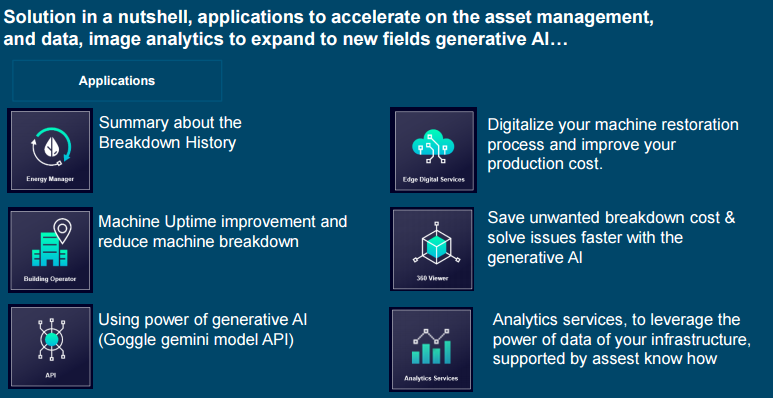 Solution in a nutshell, applications to accelerate on the asset management,
and data, image analytics to expand to new fields generative AI…
Applications
Energy Manager
Summary about the
Breakdown History
Building Operator
Machine Uptime improvement and
reduce machine breakdown
API
Using power of generative AI
(Goggle gemini model API)
Edge Digital Services
Digitalize your machine restoration
process and improve your
production cost.
360 Viewer
Save unwanted breakdown cost &
solve issues faster with the
generative AI
Analytics Services
Analytics services, to leverage the
power of data of your infrastructure,
supported by assest know how